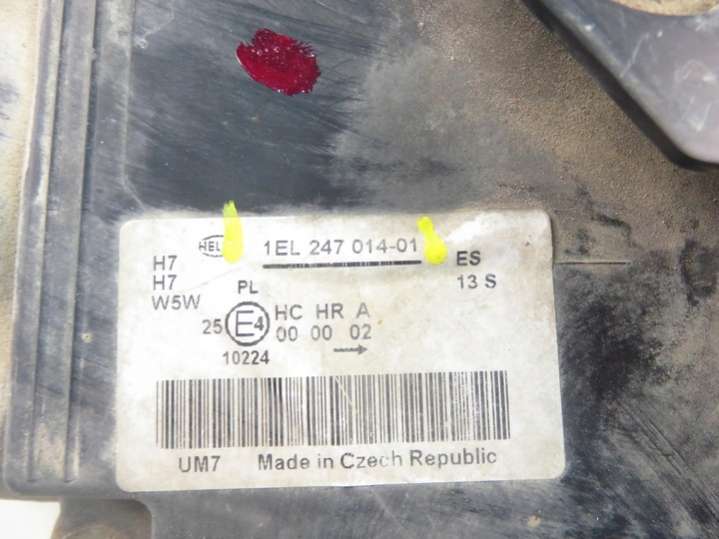 HELL 1EL 247 014-01
H7 ES
H7 13 S
W5W PL
25 E4 HC HR A
00 00 02
10224
UM7 Made in Czech Republic